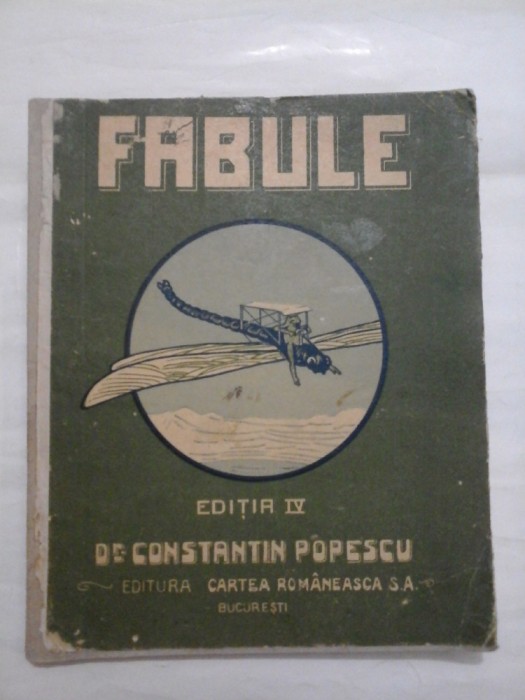 FABULE
EDIȚIA IV
DR CONSTANTIN POPESCU
EDITURA CARTEA ROMÂNEASCA S.A.
BUCUREȘTI